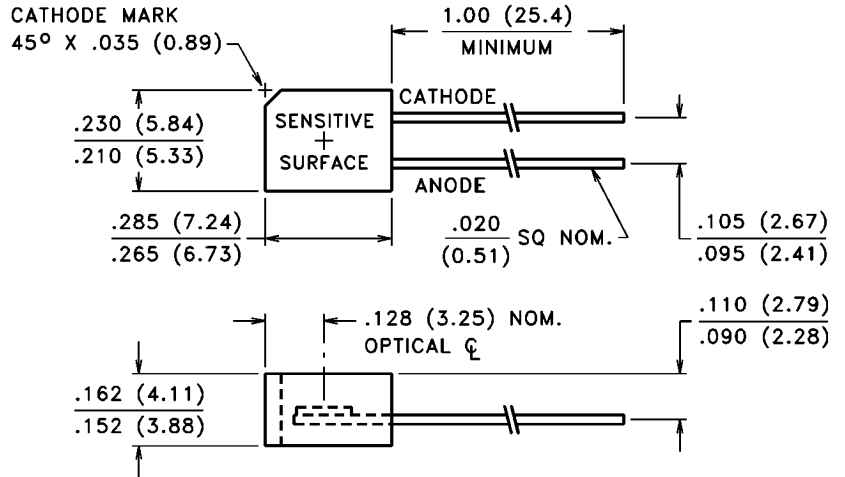 CATHODE MARK
45° X .035 (0.89)
1.00 (25.4)
MINIMUM
CATHODE
.230 (5.84)
.210 (5.33)
SENSITIVE
SURFACE
ANODE
.285 (7.24)
.265 (6.73)
.020
(0.51)
SQ NOM.
.105 (2.67)
.095 (2.41)
.128 (3.25) NOM.
OPTICAL ℄
.110 (2.79)
.090 (2.28)
.162 (4.11)
.152 (3.88)